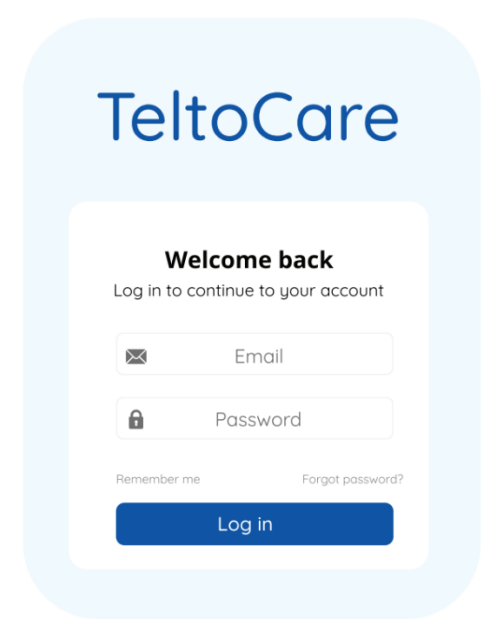 TeltoCare
Welcome back
Log in to continue to your account
Email
Password
Remember me Forgot password?
Log in